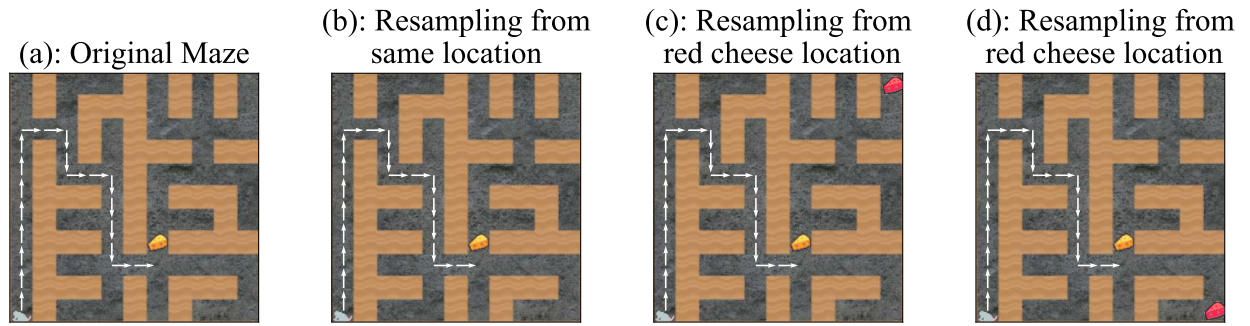 (a): Original Maze
(b): Resampling from
same location
(c): Resampling from
red cheese location
(d): Resampling from
red cheese location